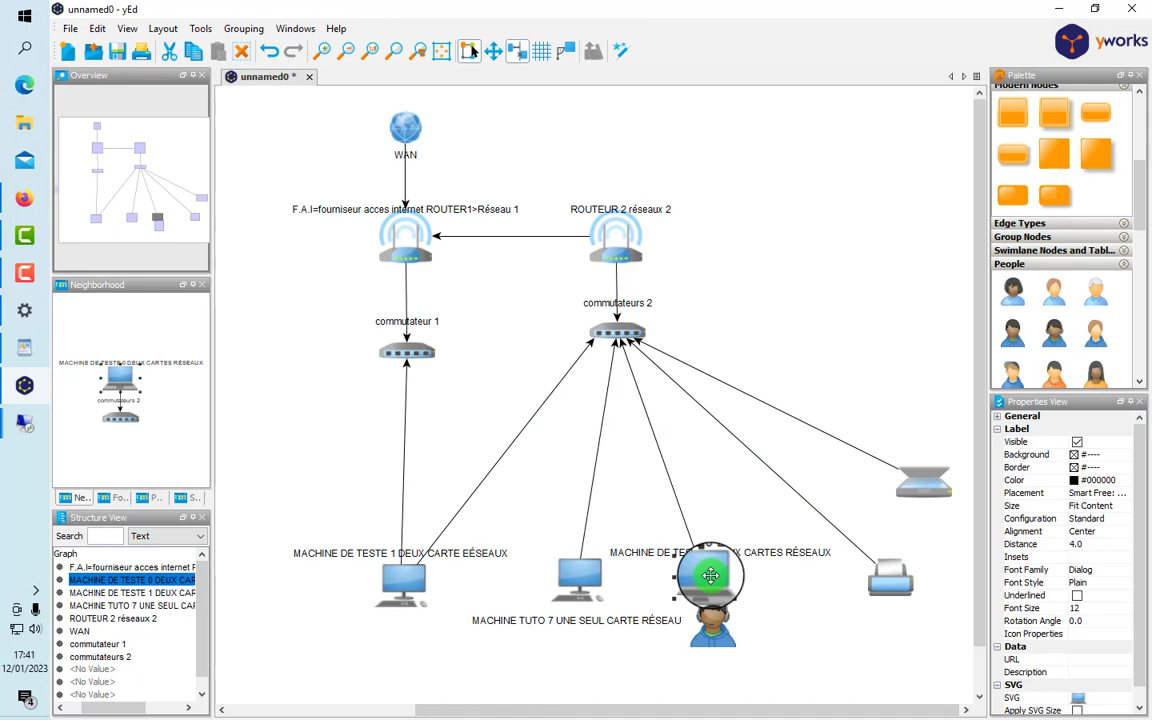 unnamed0 - yEd
File Edit View Layout Tools Grouping Windows Help
yworks
Overview
unnamed0 *
Palette
Modern Nodes
WAN
F.A.I=fourniseur acces internet ROUTER1>Réseau 1
ROUTEUR 2 réseaux 2
Edge Types
Group Nodes
Swimlane Nodes and Tabl...
People
Neighborhood
commutateurs 2
commutateur 1
MACHINE DE TESTE 0 DEUX CARTES RÉSEAUX
commutateurs 2
Properties View
General
Label
Visible
Background #----
Border #----
Color #000000
Placement Smart Free: ...
Size Fit Content
Configuration Standard
Alignment Center
Distance 4.0
Insets
Font Family Dialog
Font Style Plain
Underlined
Font Size 12
Rotation Angle 0.0
Icon Properties
Data
URL
Description
SVG
SVG
Apply SVG Size
Ne... Fo... P... S...
Structure View
Search Text
Graph
F.A.I=fourniseur acces internet
MACHINE DE TESTE 0 DEUX CAR
MACHINE DE TESTE 1 DEUX CAR
MACHINE TUTO 7 UNE SEUL CAR
ROUTEUR 2 réseaux 2
WAN
commutateur 1
commutateurs 2
<No Value>
<No Value>
<No Value>
MACHINE DE TESTE 1 DEUX CARTE EÉSEAUX
MACHINE DE TE X CARTES RÉSEAUX
MACHINE TUTO 7 UNE SEUL CARTE RÉSEAU
17:41
12/01/2023
4